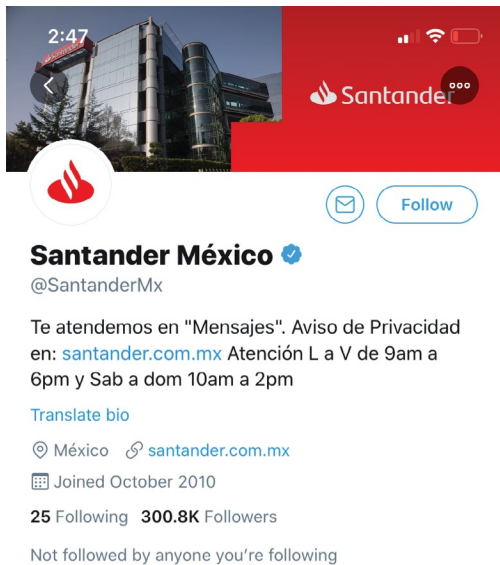 2:47
Santander
Santander
Follow
Santander México
@SantanderMx
Te atendemos en "Mensajes". Aviso de Privacidad
en: santander.com.mx Atención L a V de 9am a
6pm y Sab a dom 10am a 2pm
Translate bio
México santander.com.mx
Joined October 2010
25 Following 300.8K Followers
Not followed by anyone you’re following